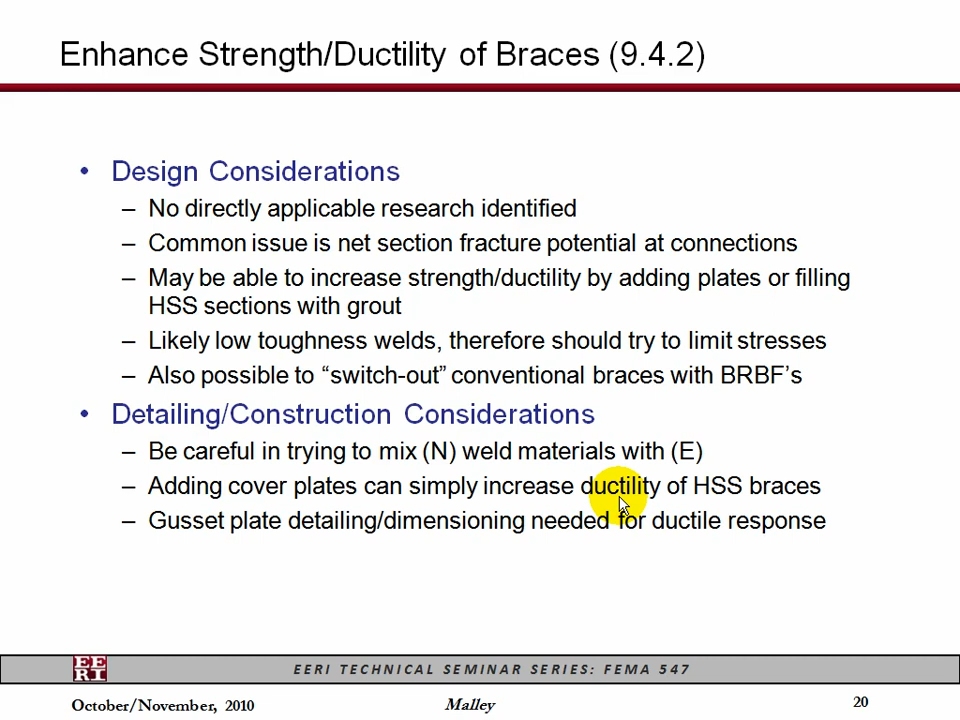 Enhance Strength/Ductility of Braces (9.4.2)
• Design Considerations
– No directly applicable research identified
– Common issue is net section fracture potential at connections
– May be able to increase strength/ductility by adding plates or filling
HSS sections with grout
– Likely low toughness welds, therefore should try to limit stresses
– Also possible to “switch-out” conventional braces with BRBF’s
• Detailing/Construction Considerations
– Be careful in trying to mix (N) weld materials with (E)
– Adding cover plates can simply increase ductility of HSS braces
– Gusset plate detailing/dimensioning needed for ductile response
EERI
EERI TECHNICAL SEMINAR SERIES: FEMA 547
October/November, 2010
Malley
20